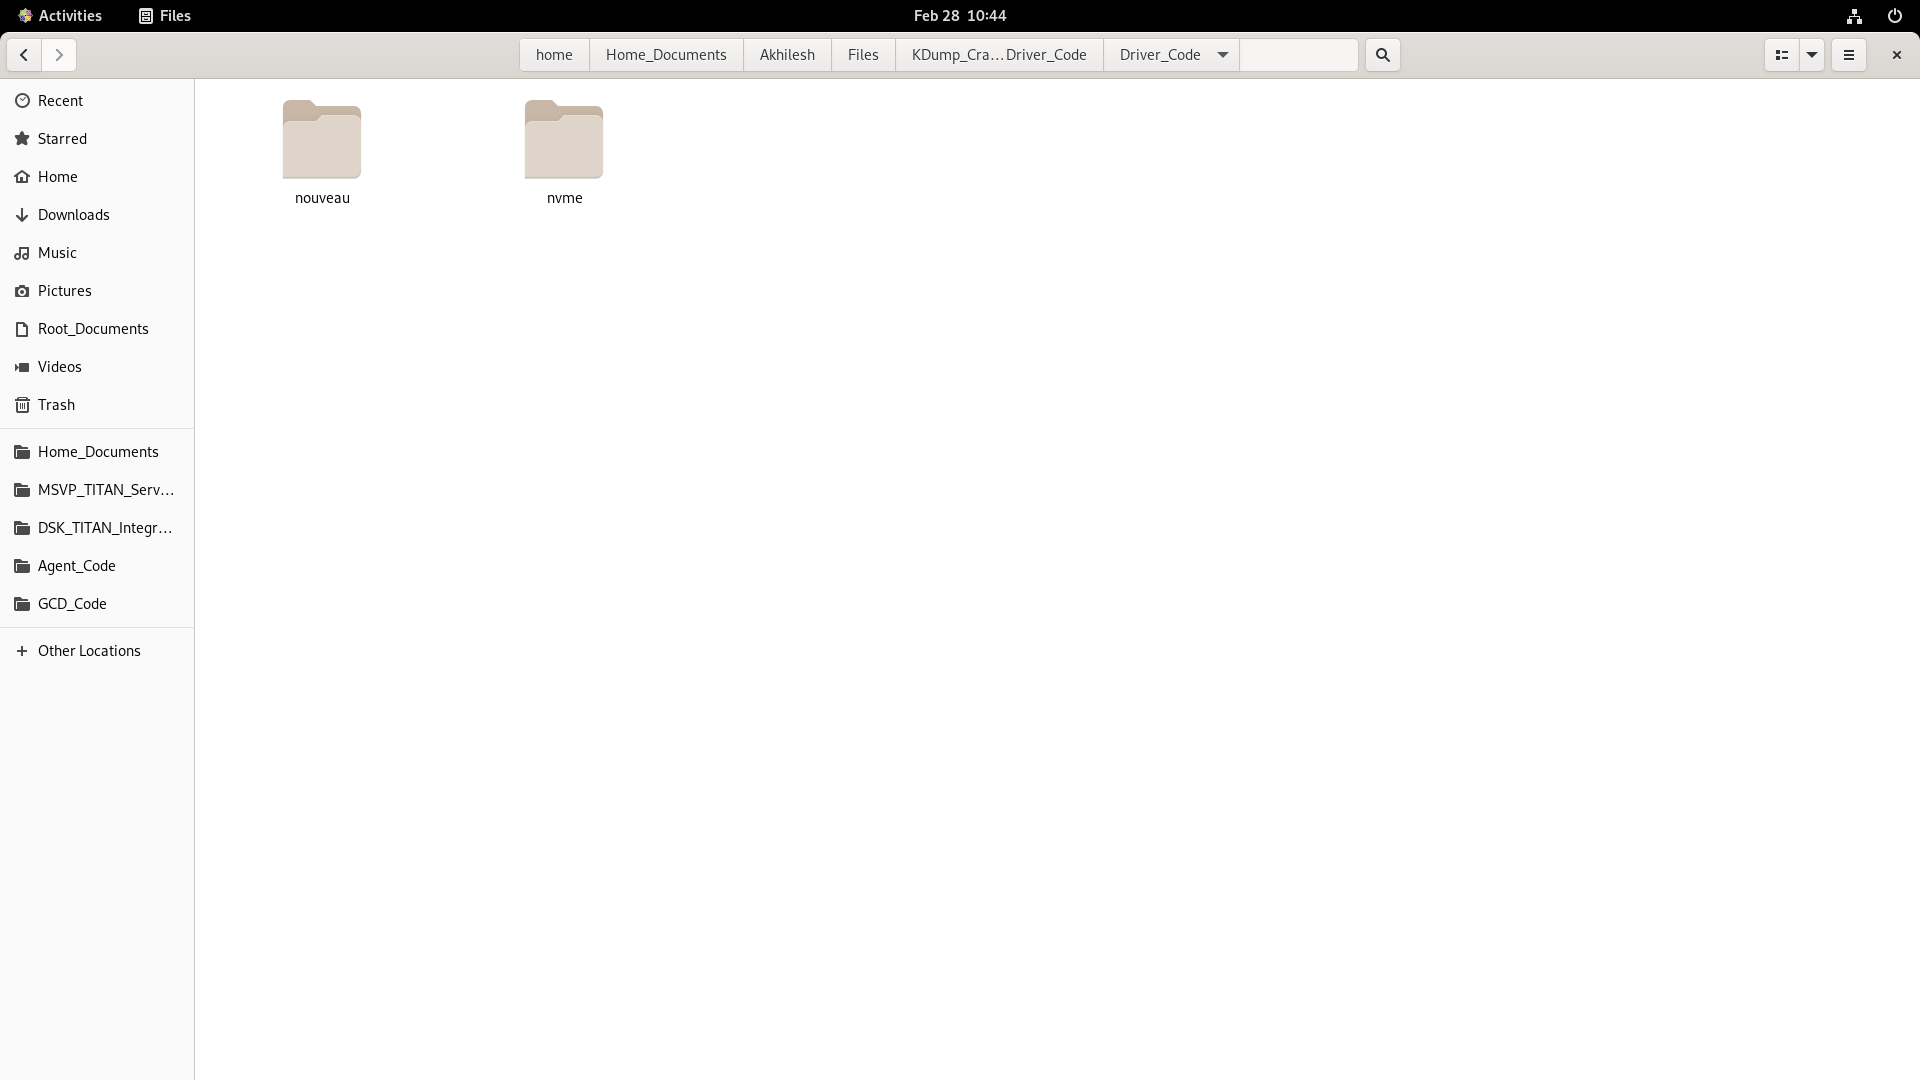 Activities
Files
Feb 28 10:44
home
Home_Documents
Akhilesh
Files
KDump_Cra…Driver_Code
Driver_Code
Recent
Starred
Home
Downloads
Music
Pictures
Root_Documents
Videos
Trash
Home_Documents
MSVP_TITAN_Serv…
DSK_TITAN_Integr…
Agent_Code
GCD_Code
Other Locations
nouveau
nvme